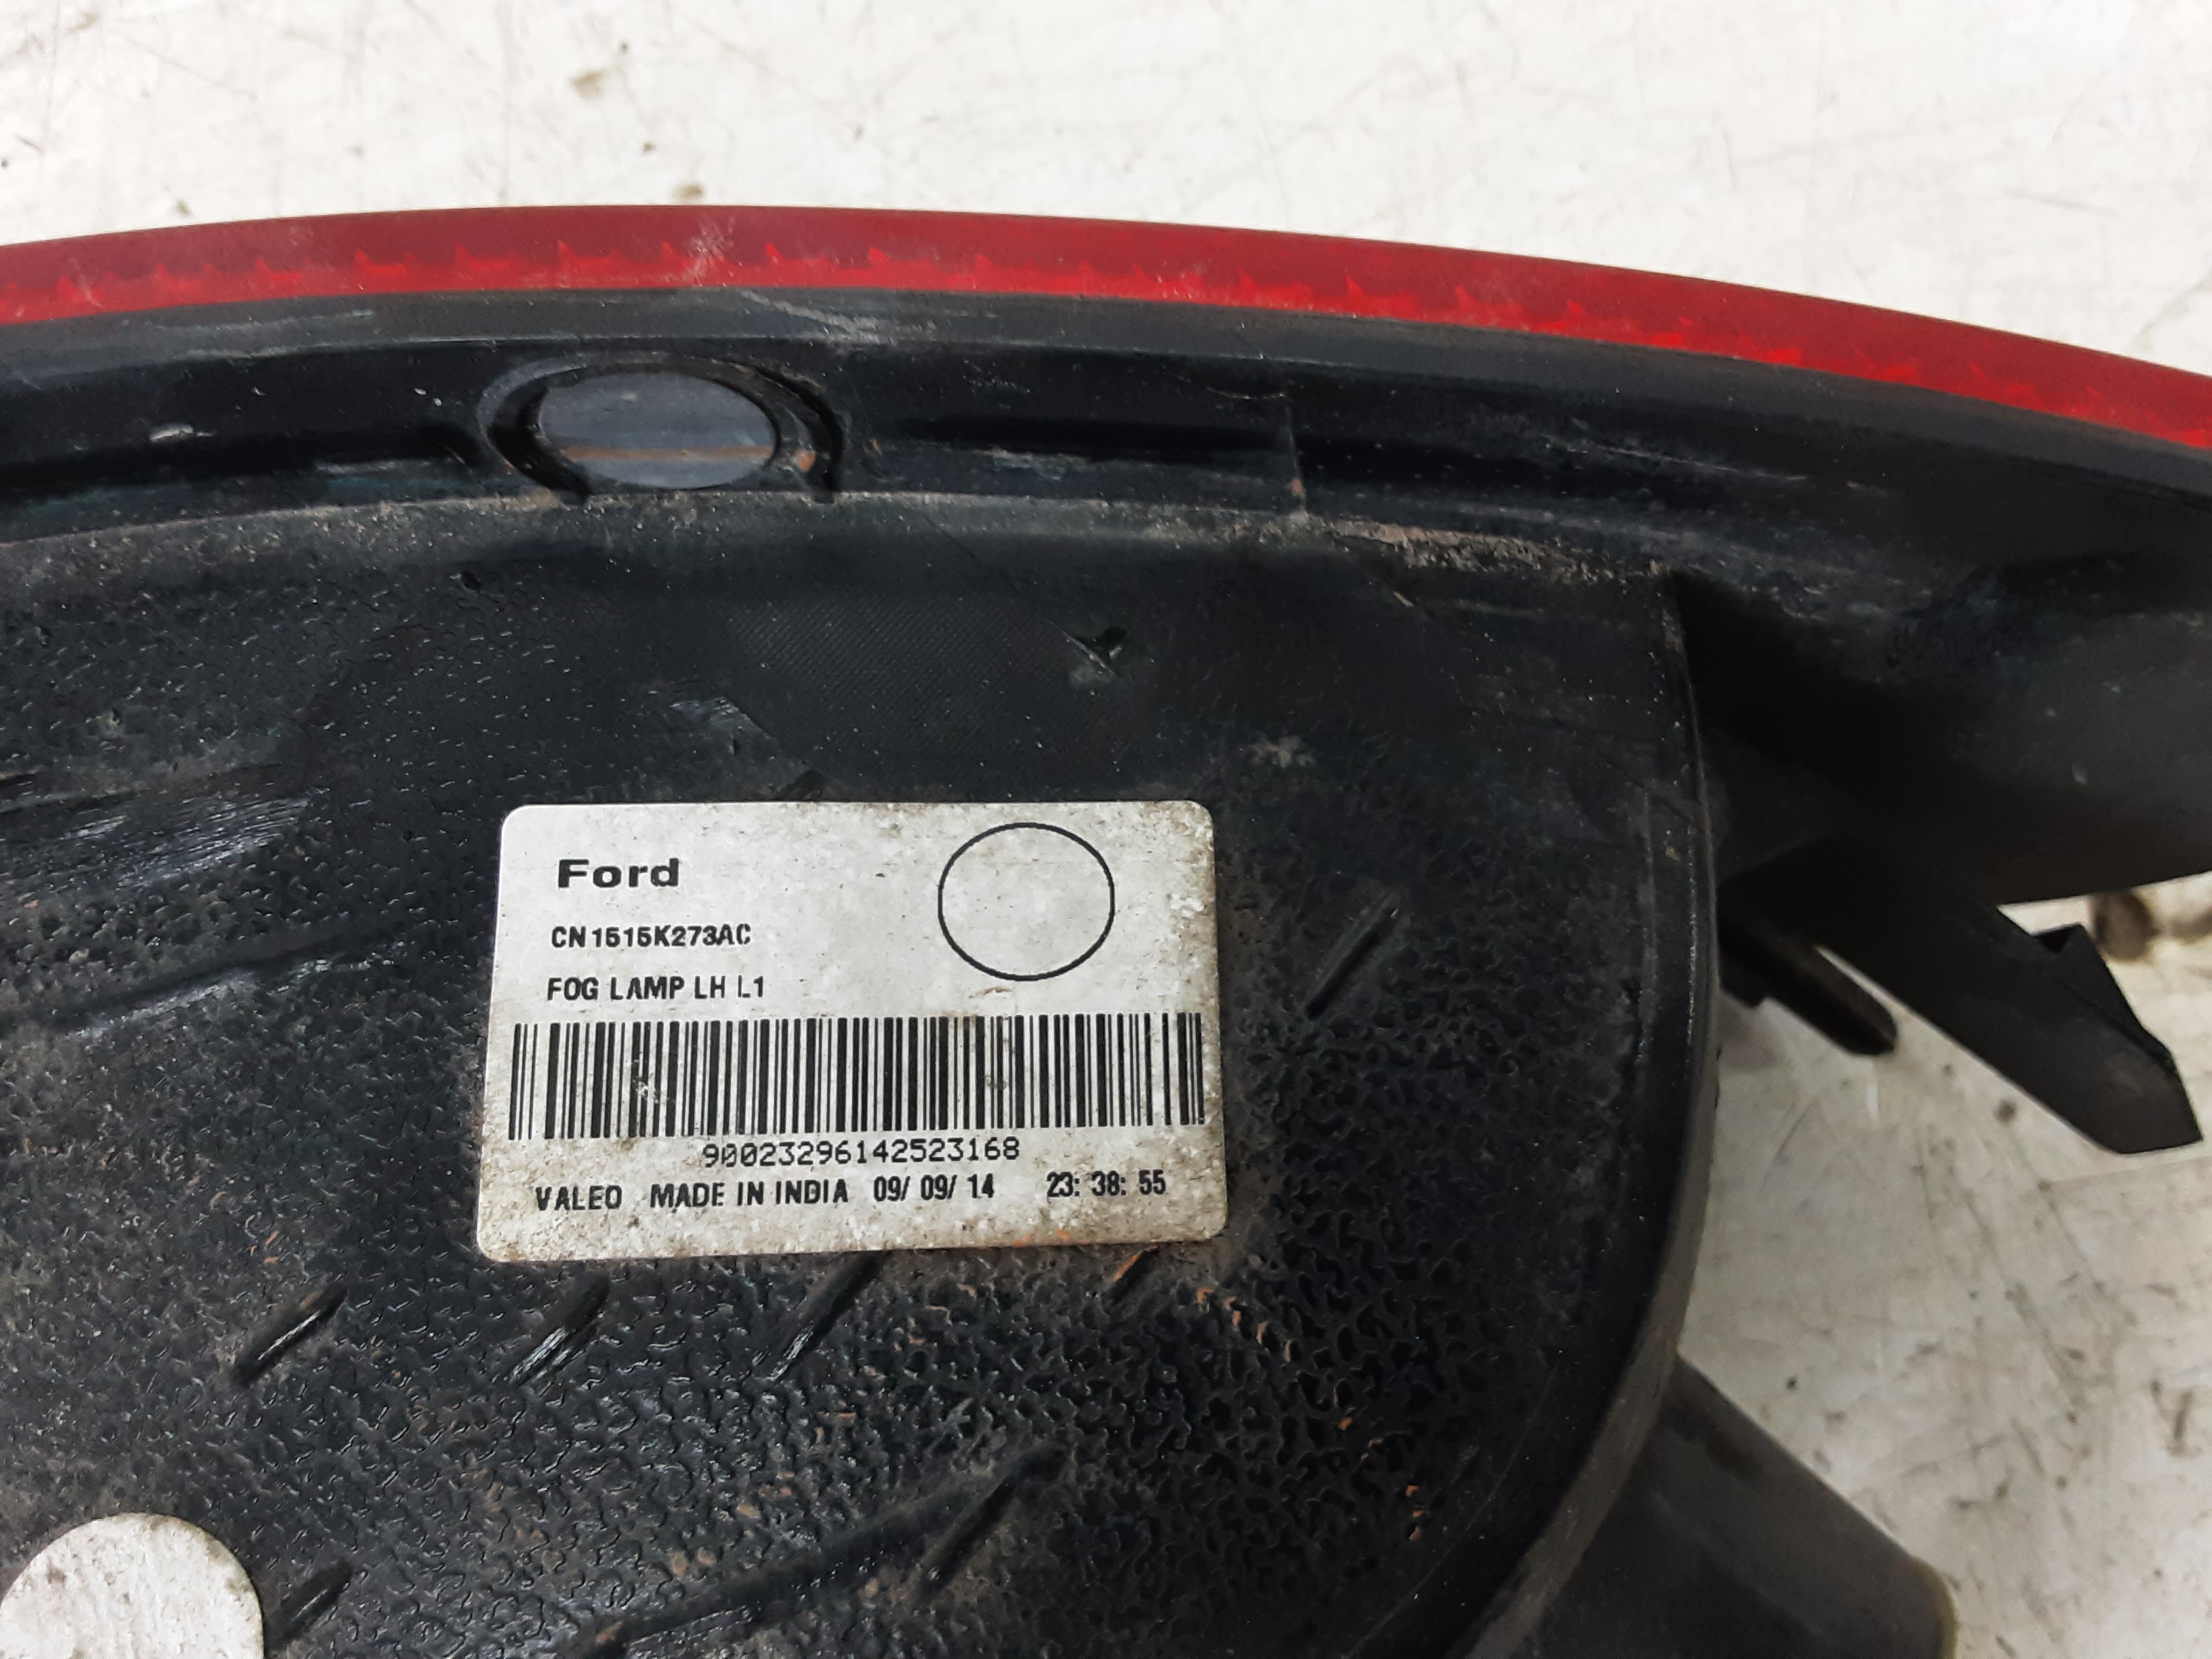 Ford
CN1515K273AC
FOG LAMP LH L1
90023296142523168
VALEO MADE IN INDIA 09/ 09/ 14 23: 38: 55